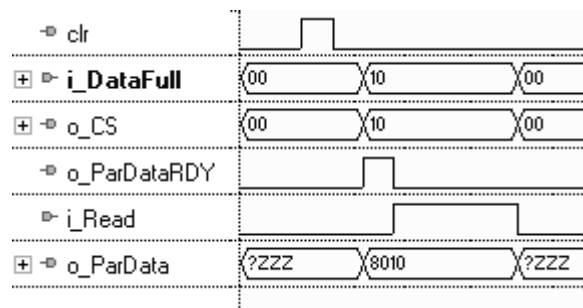 clr
i_DataFull 00 10 00
o_CS 00 10 00
o_ParDataRDY
i_Read
o_ParData ?ZZZ 8010 ?ZZZ